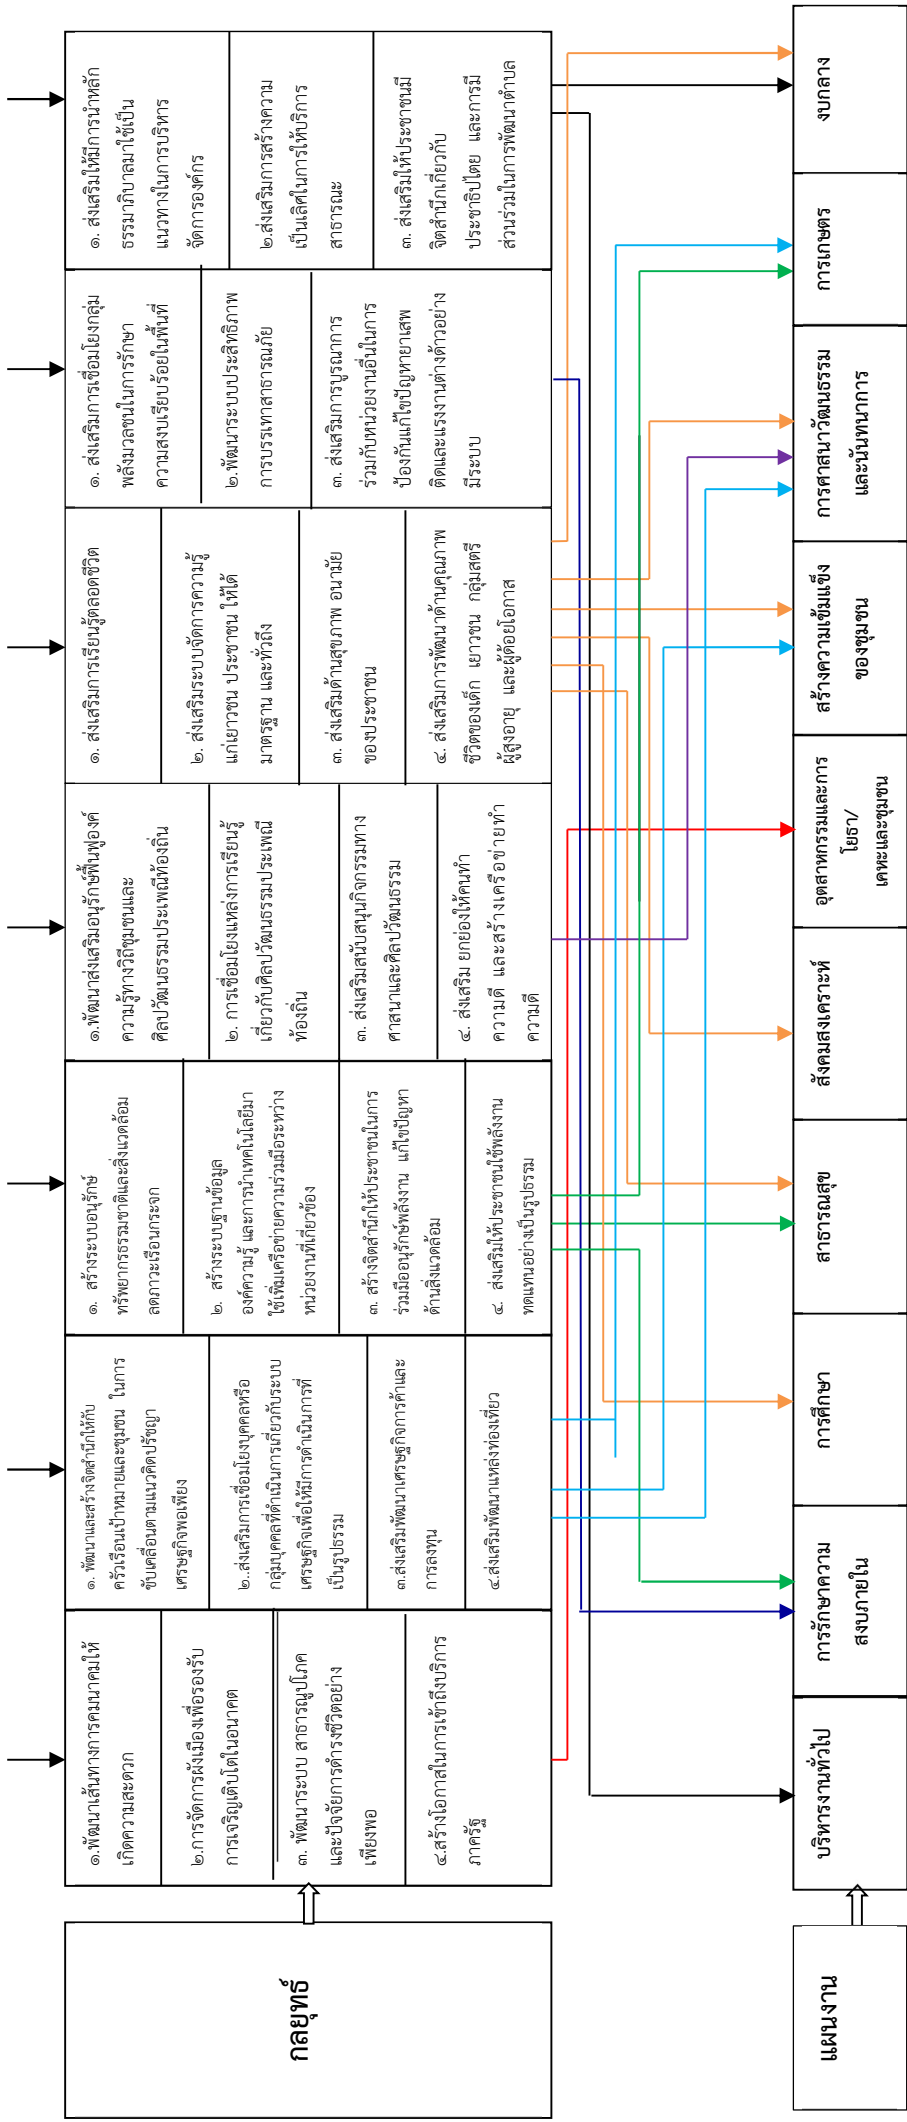 กลยุทธ์
๑.พัฒนาเส้นทางการคมนาคมให้
เกิดความสะดวก
๒.การจัดการผังเมืองเพื่อรองรับ
การเจริญเติบโตในอนาคต
๓. พัฒนาระบบ สาธารณูปโภค
และปัจจัยการดำรงชีวิตอย่าง
เพียงพอ
๔.สร้างโอกาสในการเข้าถึงบริการ
ภาครัฐ
๑. พัฒนาและสร้างจิตสำนึกให้กับ
ครัวเรือนเป้าหมายและชุมชน ในการ
ขับเคลื่อนตามแนวคิดปรัชญา
เศรษฐกิจพอเพียง
๒..ส่งเสริมการเชื่อมโยงบุคคลหรือ
กลุ่มบุคคลที่ดำเนินการเกี่ยวกับระบบ
เศรษฐกิจเพื่อให้มีการดำเนินการที่
เป็นรูปธรรม
๓.ส่งเสริมพัฒนาเศรษฐกิจการค้าและ
การลงทุน
๔.ส่งเสริมพัฒนาแหล่งท่องเที่ยว
๑. สร้างระบบอนุรักษ์
ทรัพยากรธรรมชาติและสิ่งแวดล้อม
ลดภาวะเรือนกระจก
๒. สร้างระบบฐานข้อมูล
องค์ความรู้ และการนำเทคโนโลยีมา
ใช้เพิ่มเครือข่ายความร่วมมือระหว่าง
หน่วยงานที่เกี่ยวข้อง
๓. สร้างจิตสำนึกให้ประชาชนในการ
ร่วมมืออนุรักษ์พลังงาน แก้ไขปัญหา
ด้านสิ่งแวดล้อม
๔. ส่งเสริมให้ประชาชนใช้พลังงาน
ทดแทนอย่างเป็นรูปธรรม
๑.พัฒนาส่งเสริมอนุรักษ์ฟื้นฟูองค์
ความรู้ทางวิถีชุมชนและ
ศิลปวัฒนธรรมประเพณีท้องถิ่น
๒. การเชื่อมโยงแหล่งการเรียนรู้
เกี่ยวกับศิลปวัฒนธรรมประเพณี
ท้องถิ่น
๓. ส่งเสริมสนับสนุนกิจกรรมทาง
ศาสนาและศิลปวัฒนธรรม
๔. ส่งเสริม ยกย่องให้คนทำ
ความดี และสร้างเครือข่ายทำ
ความดี
๑. ส่งเสริมการเรียนรู้ตลอดชีวิต
๒. ส่งเสริมระบบจัดการความรู้
แก่เยาวชน ประชาชน ให้ได้
มาตรฐาน และทั่วถึง
๓. ส่งเสริมด้านสุขภาพ อนามัย
ของประชาชน
๔. ส่งเสริมการพัฒนาด้านคุณภาพ
ชีวิตของเด็ก เยาวชน กลุ่มสตรี
ผู้สูงอายุ และผู้ด้อยโอกาส
๑. ส่งเสริมการเชื่อมโยงกลุ่ม
พลังมวลชนในการรักษา
ความสงบเรียบร้อยในพื้นที่
๒.พัฒนาระบบประสิทธิภาพ
การบรรเทาสาธารณภัย
๓. ส่งเสริมการบูรณาการ
ร่วมกับหน่วยงานอื่นในการ
ป้องกันแก้ไขปัญหายาเสพ
ติดและแรงงานต่างด้าวอย่าง
มีระบบ
๑. ส่งเสริมให้มีการนำหลัก
ธรรมาภิบาลมาใช้เป็น
แนวทางในการบริหาร
จัดการองค์กร
๒.ส่งเสริมการสร้างความ
เป็นเลิศในการให้บริการ
สาธารณะ
๓. ส่งเสริมให้ประชาชนมี
จิตสำนึกเกี่ยวกับ
ประชาธิปไตย และการมี
ส่วนร่วมในการพัฒนาตำบล
แผนงาน
บริหารงานทั่วไป
การรักษาความ
สงบภายใน
การศึกษา
สาธารณสุข
สังคมสงเคราะห์
อุตสาหกรรมและการ
โยธา/
เคหะและชุมชน
สร้างความเข้มแข็ง
ของชุมชน
การศาสนาวัฒนธรรม
และนันทนาการ
การเกษตร
งบกลาง